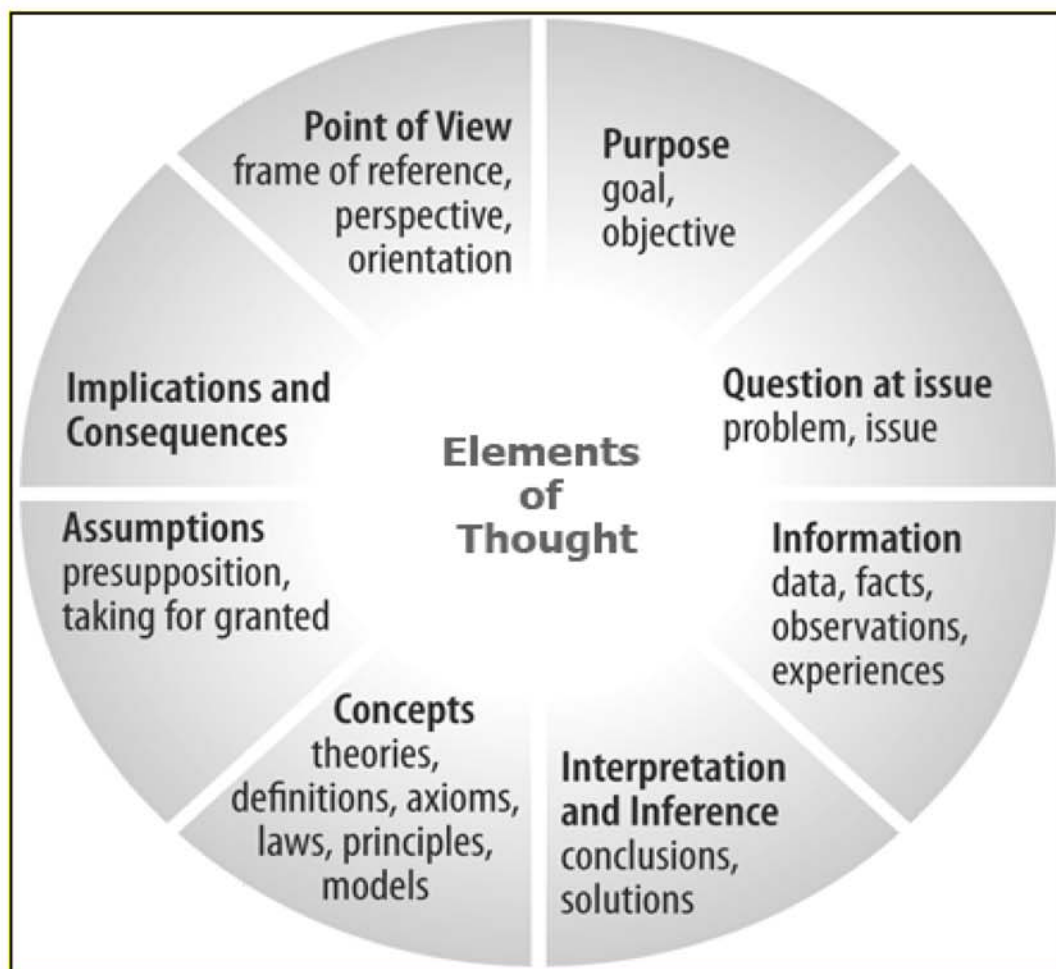 Point of View
frame of reference,
perspective,
orientation
Purpose
goal,
objective
Question at issue
problem, issue
Information
data, facts,
observations,
experiences
Interpretation
and Inference
conclusions,
solutions
Concepts
theories,
definitions, axioms,
laws, principles,
models
Assumptions
presupposition,
taking for granted
Implications and
Consequences
Elements
of
Thought